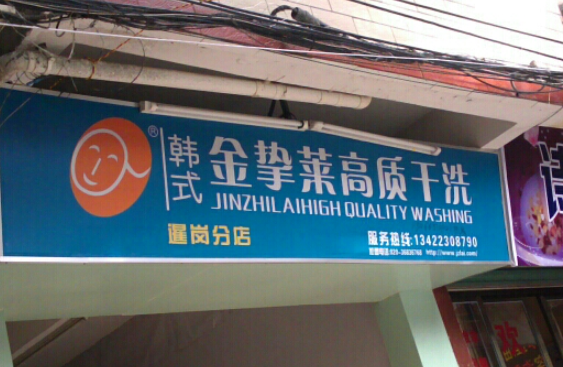 ®
韩式
金挚莱高质干洗
JINZHILAIHIGH QUALITY WASHING
暹岗分店
服务热线:13422308790